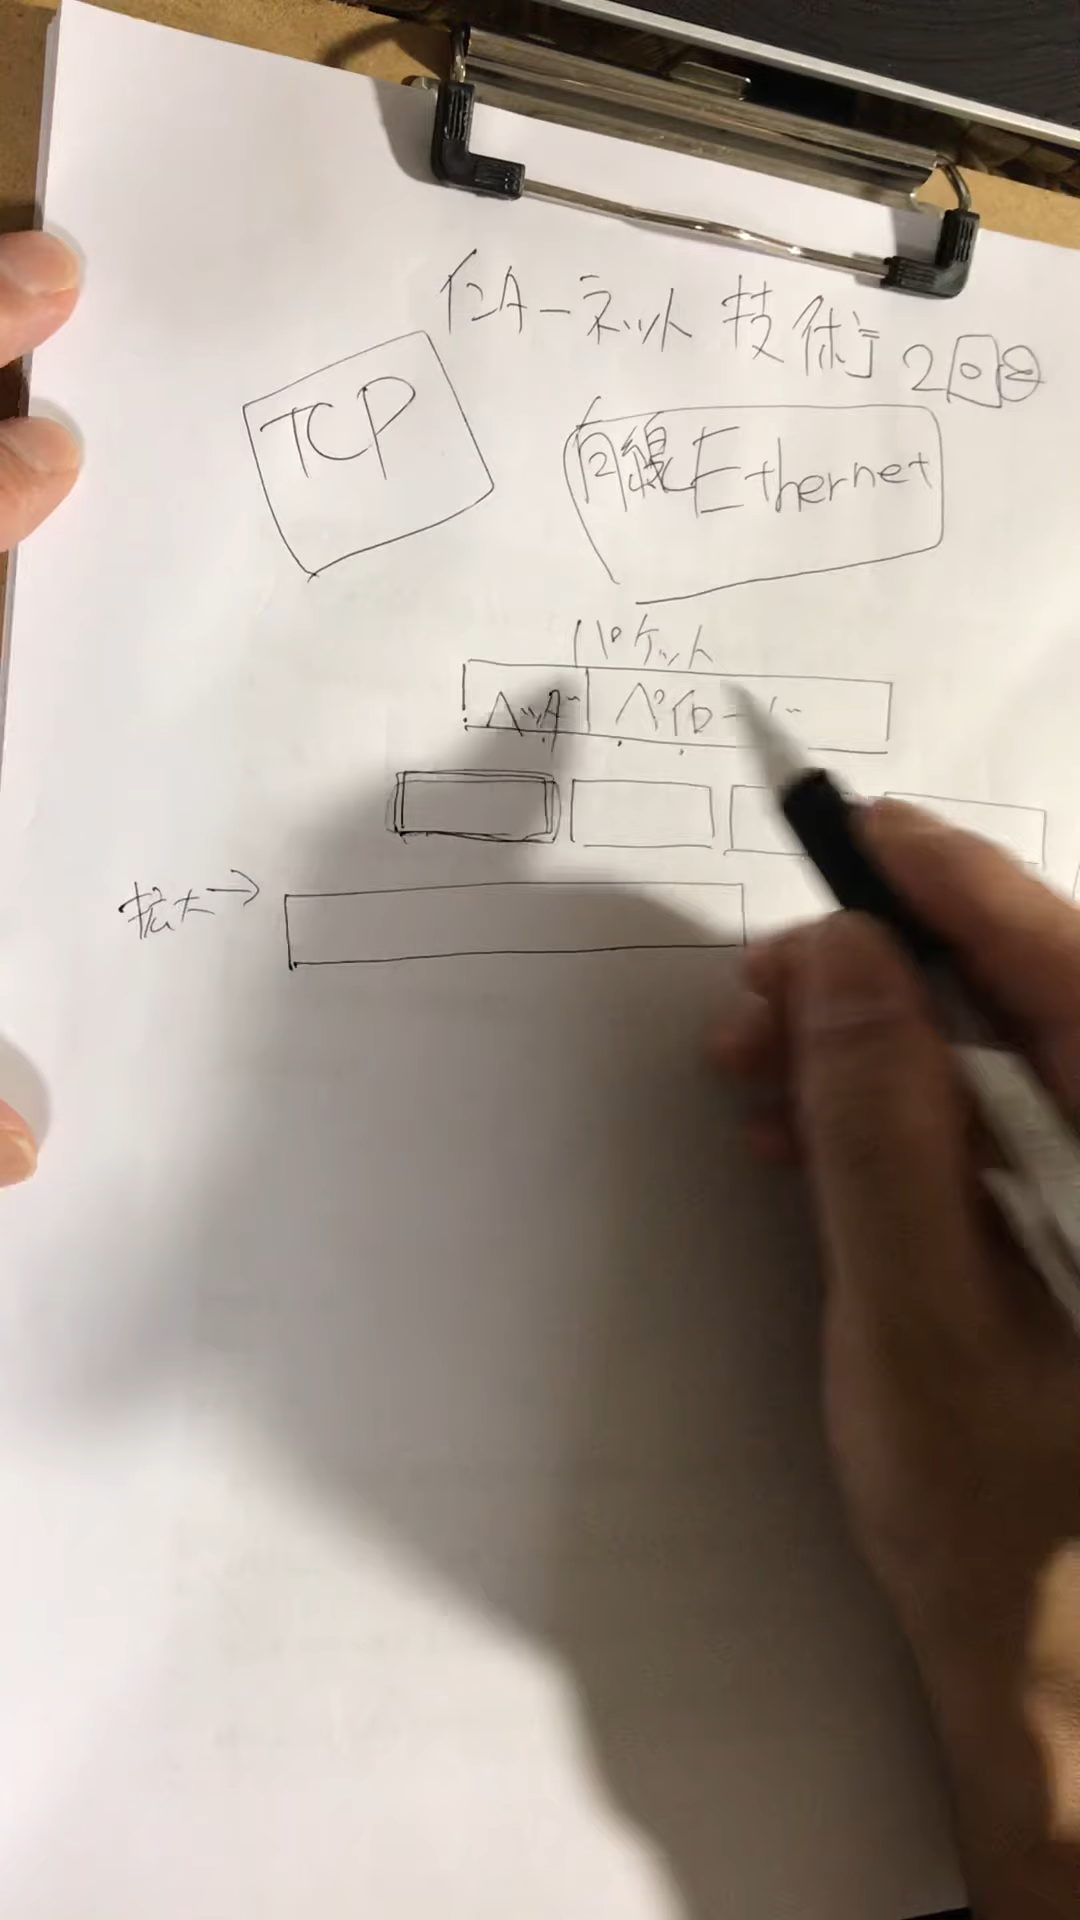 インターネット技術
TCP
有線Ethernet
パケット
ヘッダー ペイロード
拡大→